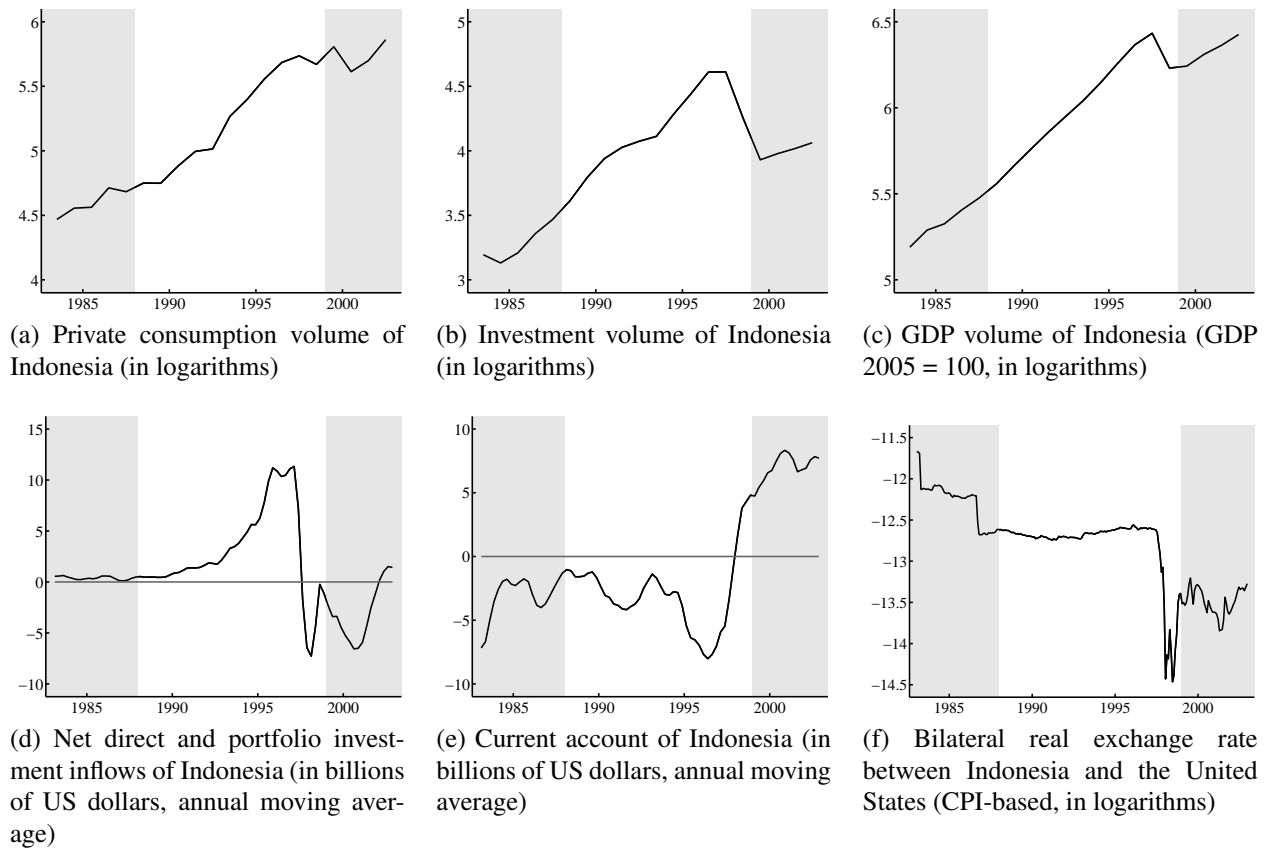 6
5.5
5
4.5
4
1985 1990 1995 2000
(a) Private consumption volume of
Indonesia (in logarithms)
5
4.5
4
3.5
3
1985 1990 1995 2000
(b) Investment volume of Indonesia
(in logarithms)
6.5
6
5.5
5
1985 1990 1995 2000
(c) GDP volume of Indonesia (GDP
2005 = 100, in logarithms)
15
10
5
0
−5
−10
1985 1990 1995 2000
(d) Net direct and portfolio invest-
ment inflows of Indonesia (in billions
of US dollars, annual moving aver-
age)
10
5
0
−5
−10
1985 1990 1995 2000
(e) Current account of Indonesia (in
billions of US dollars, annual moving
average)
−11.5
−12
−12.5
−13
−13.5
−14
−14.5
1985 1990 1995 2000
(f) Bilateral real exchange rate
between Indonesia and the United
States (CPI-based, in logarithms)